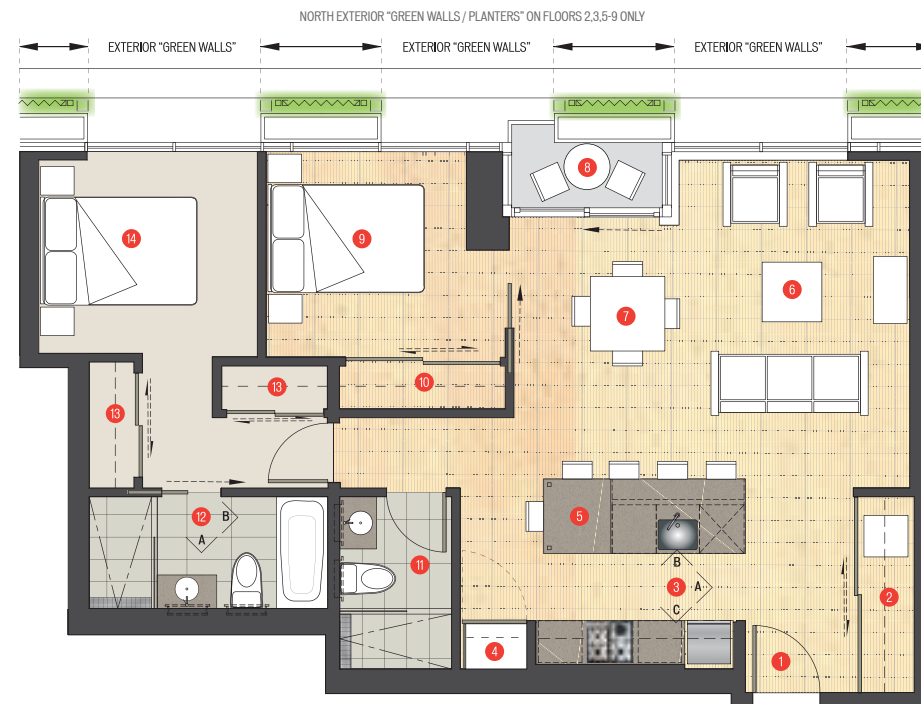 NORTH EXTERIOR “GREEN WALLS / PLANTERS” ON FLOORS 2,3,5-9 ONLY
EXTERIOR “GREEN WALLS” EXTERIOR “GREEN WALLS” EXTERIOR “GREEN WALLS”
8
14
9
6
7
10
13
13
5
12 B
A
11
B
3 A
C
2
4
1